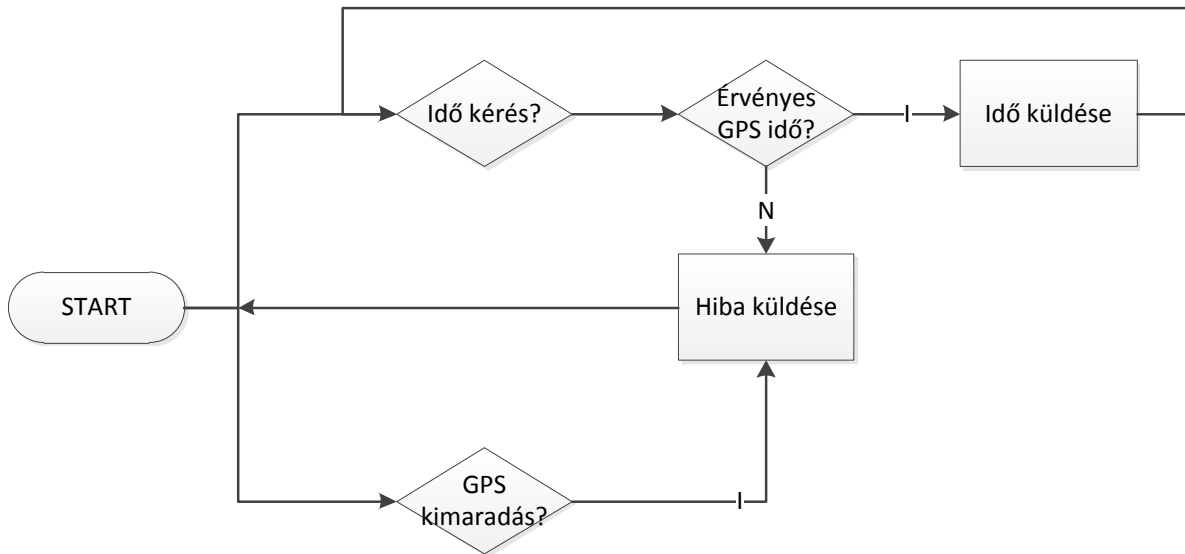 Idő kérés?
Érvényes
GPS idő?
I
Idő küldése
N
START
Hiba küldése
GPS
kimaradás?
I